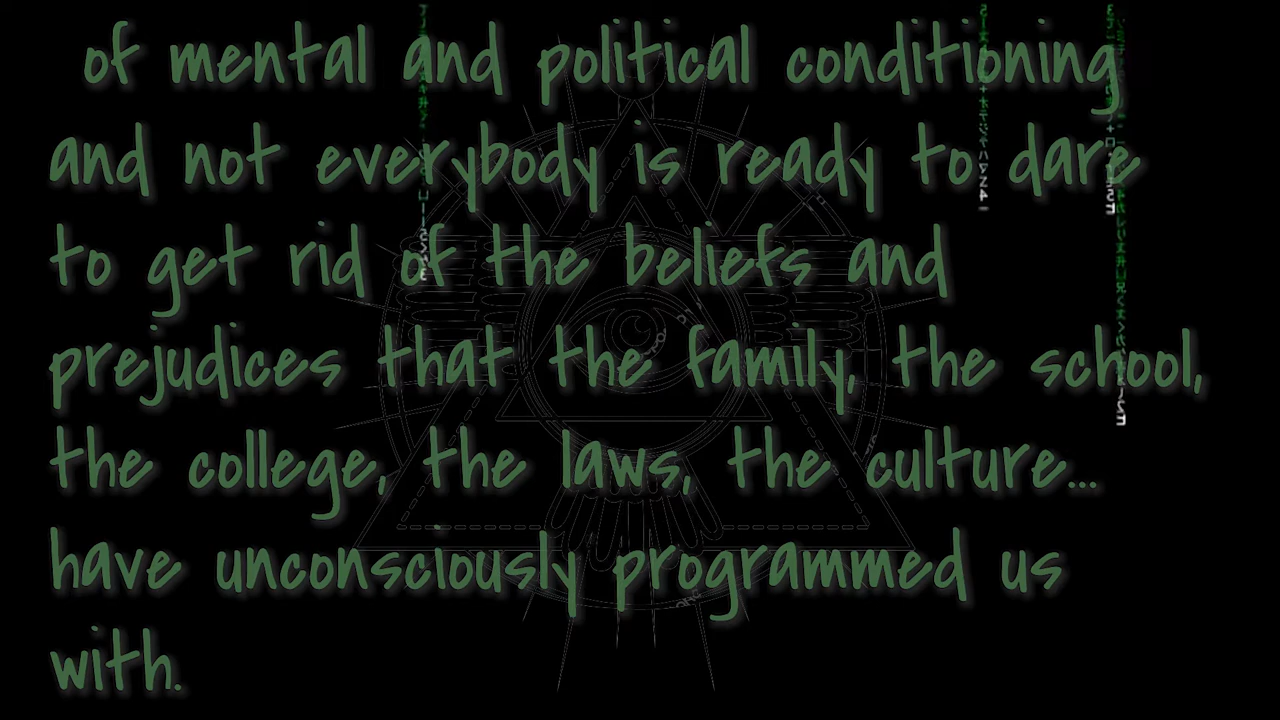 of mental and political conditioning
and not everybody is ready to dare
to get rid of the beliefs and
prejudices that the family, the school,
the college, the laws, the culture...
have unconsciously programmed us
with.